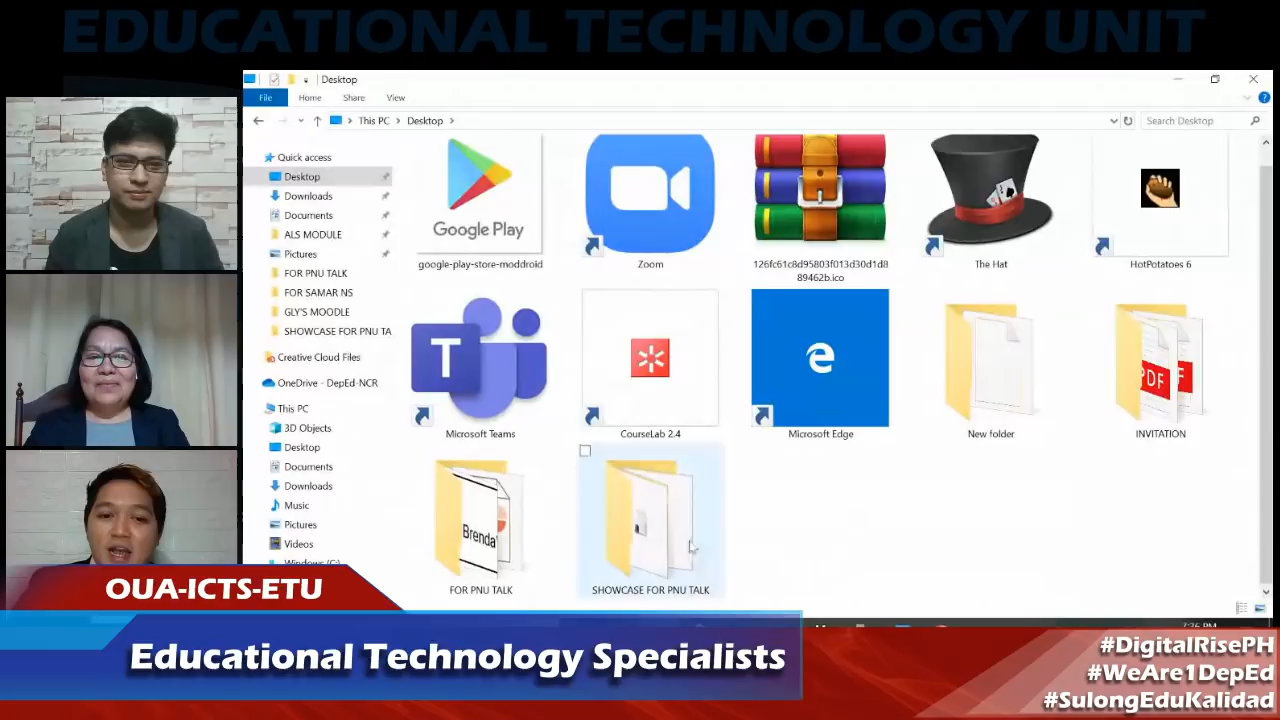 EDUCATIONAL TECHNOLOGY UNIT
Desktop
File Home Share View
This PC Desktop
Search Desktop
Quick access
Desktop
Downloads
Documents
ALS MODULE
Pictures
FOR PNU TALK
FOR SAMAR NS
GLY'S MOODLE
SHOWCASE FOR PNU TA
Creative Cloud Files
OneDrive - DepEd-NCR
This PC
3D Objects
Desktop
Documents
Downloads
Music
Pictures
Videos
Windows (C:)
Google Play
google-play-store-moddroid
Zoom
126fc61c8d95803f013d30d1d8
89462b.ico
The Hat
HotPotatoes 6
T
Microsoft Teams
CourseLab 2.4
Microsoft Edge
New folder
PDF
INVITATION
Brenda
FOR PNU TALK
SHOWCASE FOR PNU TALK
7:26 PM
OUA-ICTS-ETU
Educational Technology Specialists
#DigitalRisePH
#WeAre1DepEd
#SulongEduKalidad